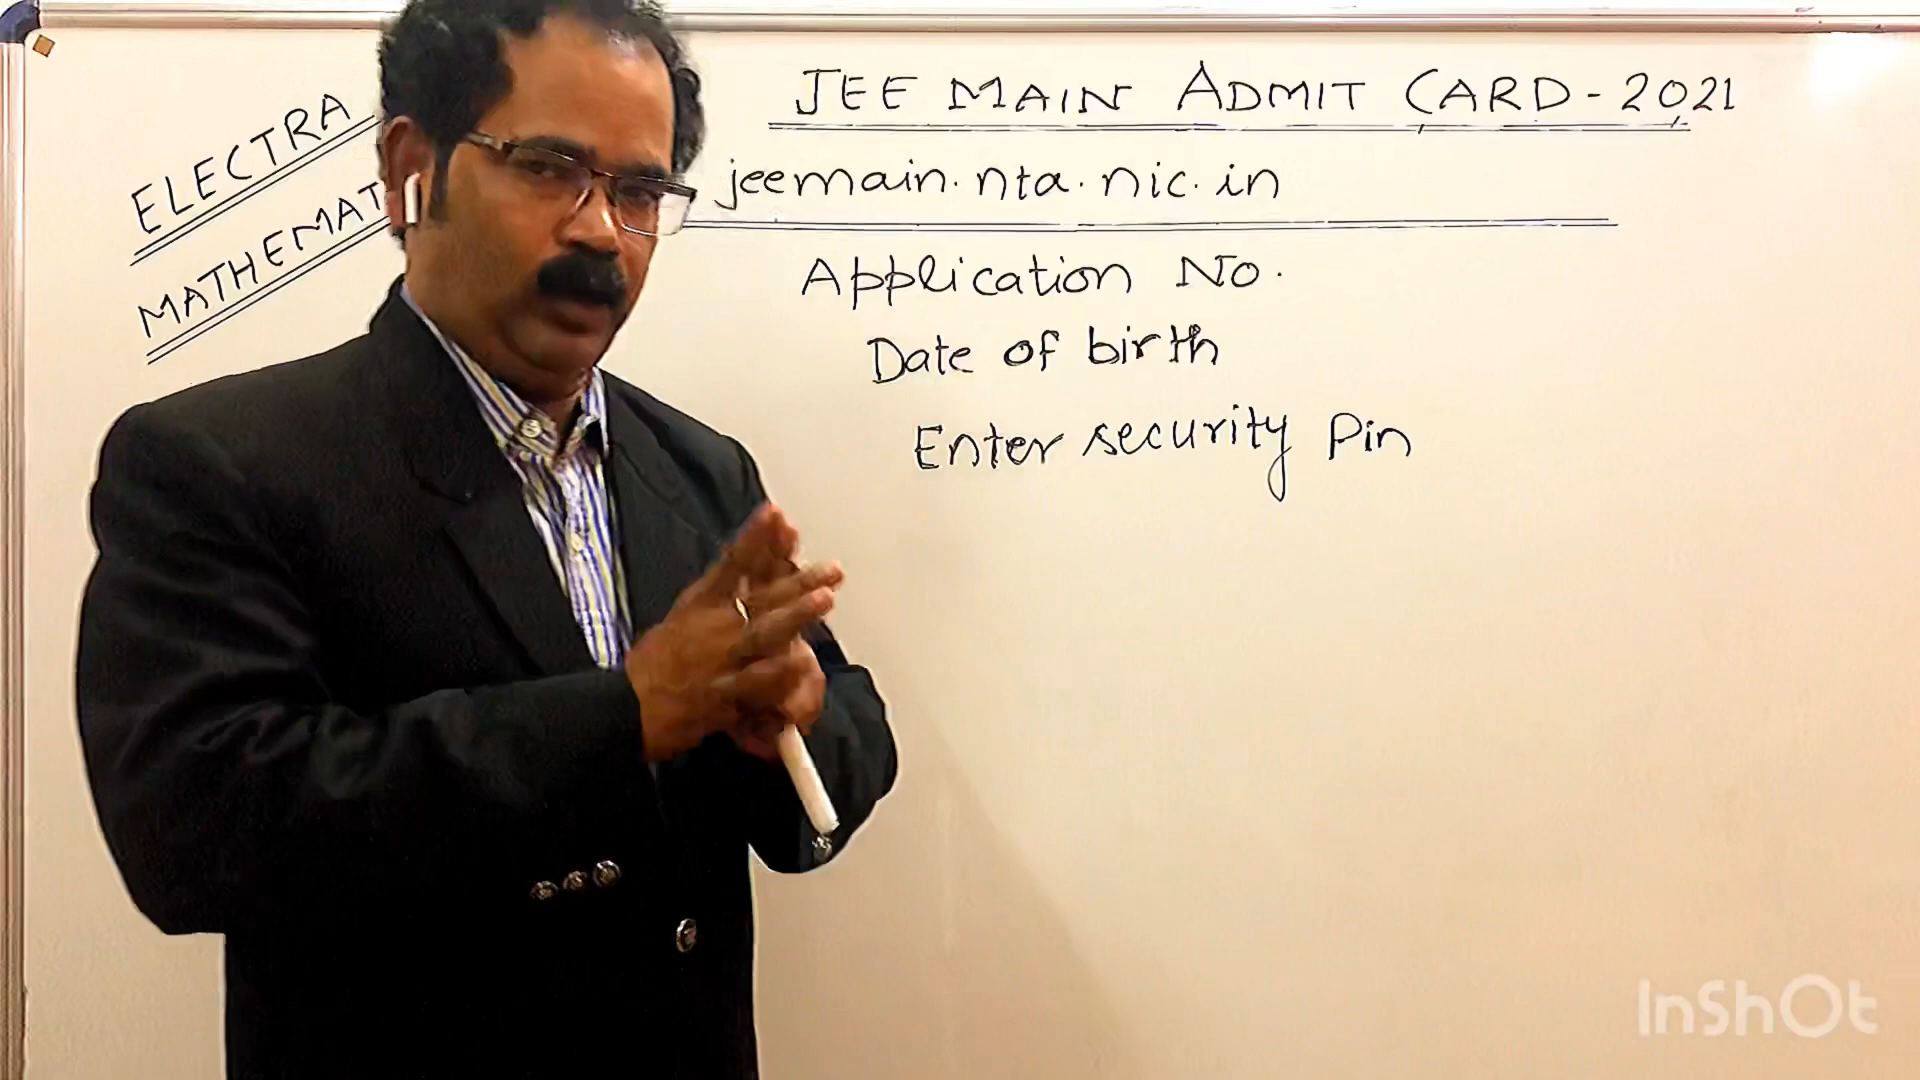 ELECTRA
MATHEMAT
JEE MAIN ADMIT CARD - 2021
jeemain.nta.nic.in
Application No.
Date of birth
Enter security Pin
InShOt